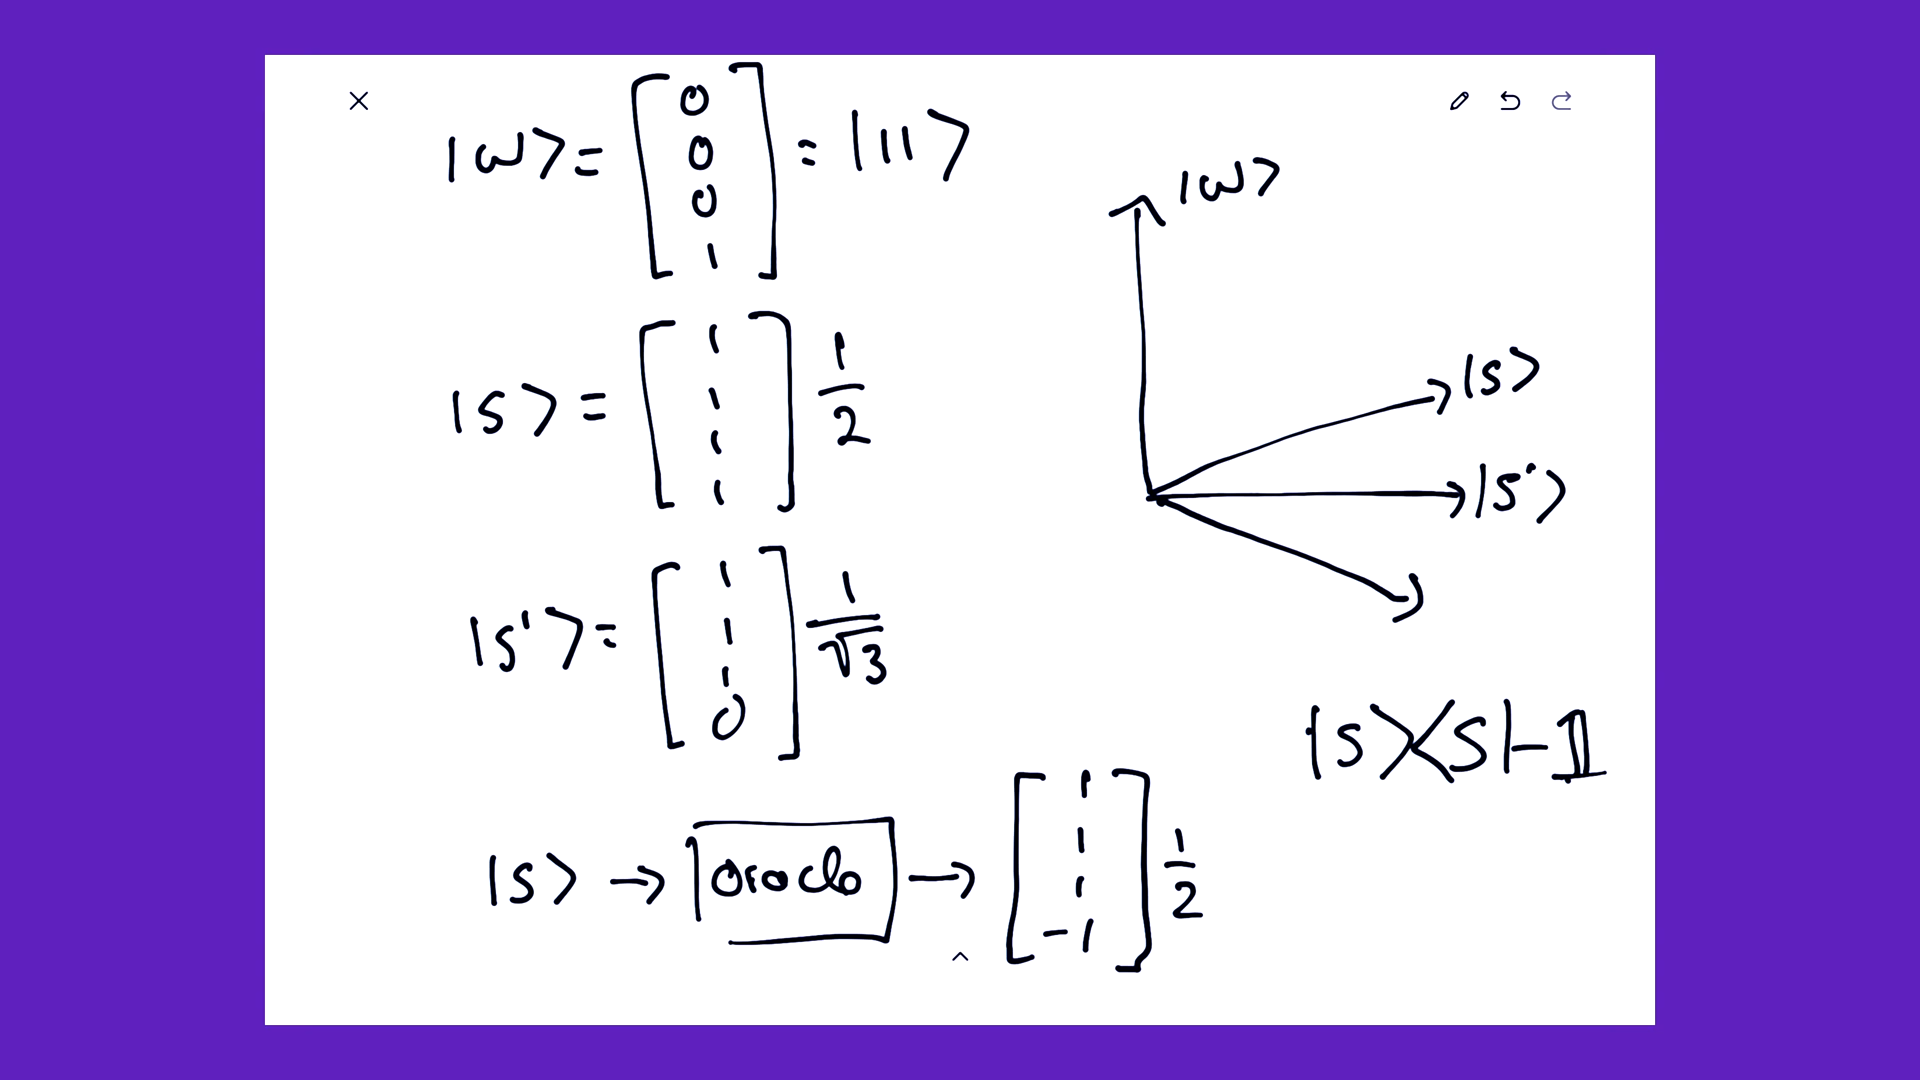 |ω⟩ = [0 0 0 1] = |11⟩
|s⟩ = [1 1 1 1] 1/2
|s'⟩ = [1 1 1 0] 1/√3
|s⟩ → oracle → [1 1 1 -1] 1/2
|ω⟩
|s⟩
|s'⟩
|s⟩⟨s| - 𝟙